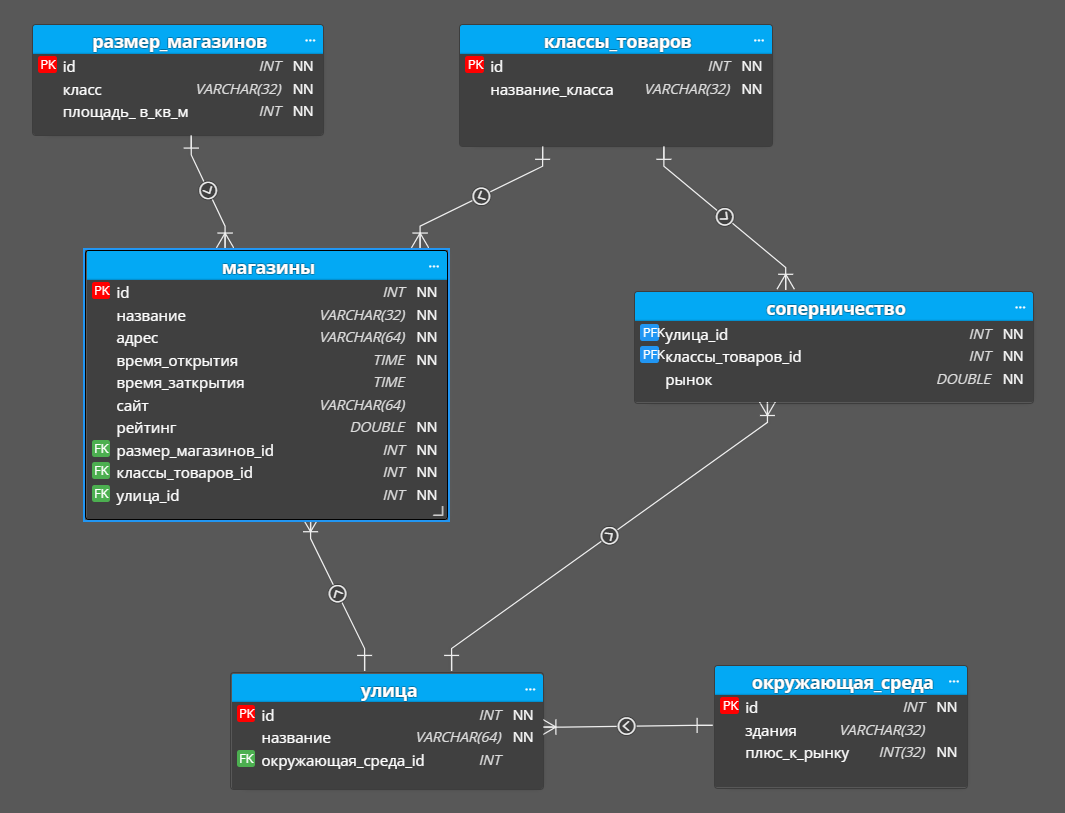 размер_магазинов ...
PK id INT NN
класс VARCHAR(32) NN
площадь_ в_кв_м INT NN
классы_товаров ...
PK id INT NN
название_класса VARCHAR(32) NN
магазины ...
PK id INT NN
название VARCHAR(32) NN
адрес VARCHAR(64) NN
время_открытия TIME NN
время_заткрытия TIME
сайт VARCHAR(64)
рейтинг DOUBLE NN
FK размер_магазинов_id INT NN
FK классы_товаров_id INT NN
FK улица_id INT NN
соперничество ...
PFK улица_id INT NN
PFK классы_товаров_id INT NN
рынок DOUBLE NN
улица ...
PK id INT NN
название VARCHAR(64) NN
FK окружающая_среда_id INT
окружающая_среда ...
PK id INT NN
здания VARCHAR(32)
плюс_к_рынку INT(32) NN